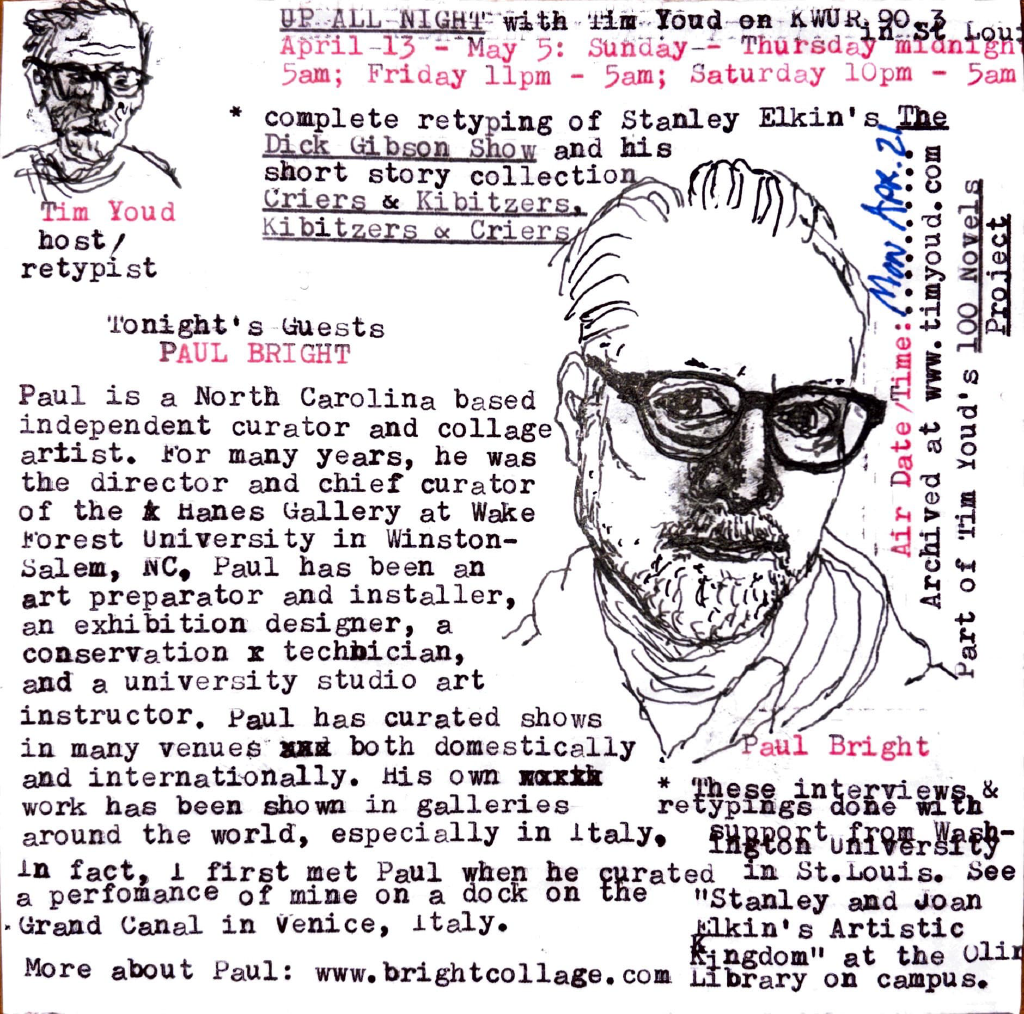 UP ALL NIGHT with Tim Youd on KWUR 90.3
in St Loui
April 13 - May 5: Sunday - Thursday midnigh
5am; Friday 11pm - 5am; Saturday 10pm - 5am
* complete retyping of Stanley Elkin's The
Dick Gibson Show and his
short story collection
Criers & Kibitzers,
Kibitzers & Criers
Tim Youd
host/
retypist
Tonight's Guests
PAUL BRIGHT
Paul is a North Carolina based
independent curator and collage
artist. For many years, he was
the director and chief curator
of the Hanes Gallery at Wake
Forest University in Winston-
Salem, NC, Paul has been an
art preparator and installer,
an exhibition designer, a
conservation x techbician,
and a university studio art
instructor. Paul has curated shows
in many venues xxx both domestically
and internationally. His own
work has been shown in galleries
around the world, especially in Italy.
In fact, I first met Paul when he curated
a perfomance of mine on a dock on the
Grand Canal in Venice, Italy.
More about Paul: www.brightcollage.com
Air Date/Time: Mon Apr. 21
Archived at www.timyoud.com
Part of Tim Youd's 100 Novels
Project
Paul Bright
* These interviews &
retypings done with
support from Wash-
ington University
in St.Louis. See
"Stanley and Joan
Elkin's Artistic
Kingdom" at the Olin
Library on campus.